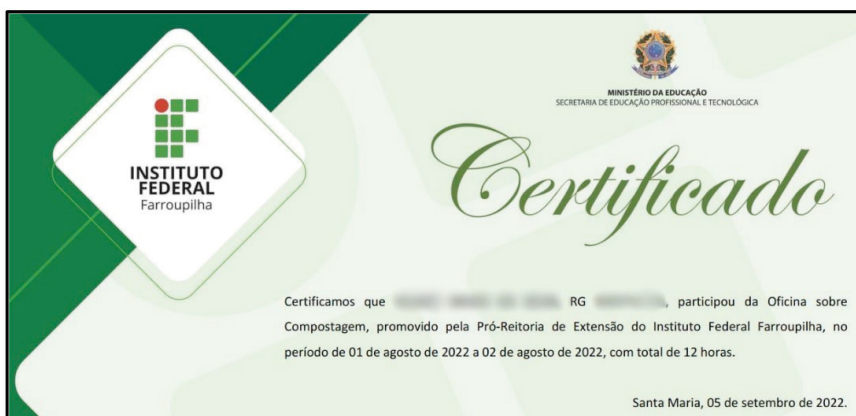 INSTITUTO
FEDERAL
Farroupilha
MINISTÉRIO DA EDUCAÇÃO
SECRETARIA DE EDUCAÇÃO PROFISSIONAL E TECNOLÓGICA
Certificado
Certificamos que RG , participou da Oficina sobre
Compostagem, promovido pela Pró-Reitoria de Extensão do Instituto Federal Farroupilha, no
período de 01 de agosto de 2022 a 02 de agosto de 2022, com total de 12 horas.
Santa Maria, 05 de setembro de 2022.